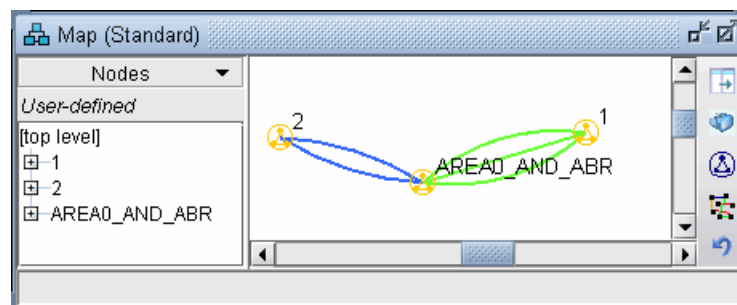 Map (Standard)
Nodes
User-defined
[top level]
1
2
AREA0_AND_ABR
2
1
AREA0_AND_ABR